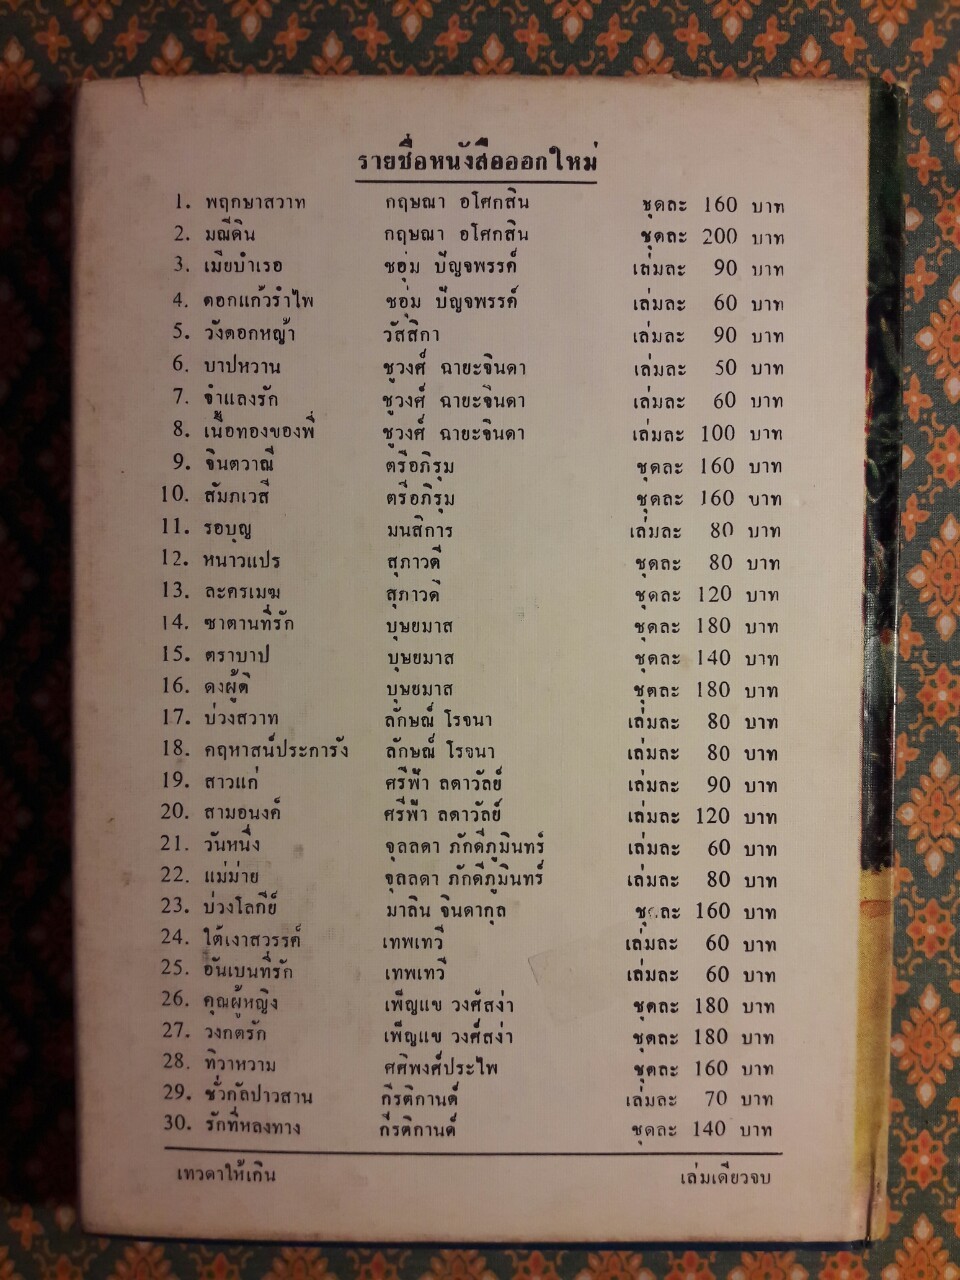 รายชื่อหนังสือออกใหม่
1. พฤกษาสวาท กฤษณา อโศกสิน ชุดละ 160 บาท
2. มณีดิน กฤษณา อโศกสิน ชุดละ 200 บาท
3. เมียบำเรอ ชอุ่ม ปัญจพรรค์ เล่มละ 90 บาท
4. ดอกแก้วรำไพ ชอุ่ม ปัญจพรรค์ เล่มละ 60 บาท
5. วังดอกหญ้า วัสสิกา เล่มละ 90 บาท
6. บาปหวาน ชูวงศ์ ฉายะจินดา เล่มละ 50 บาท
7. จำแลงรัก ชูวงศ์ ฉายะจินดา เล่มละ 60 บาท
8. เนื้อทองของพี่ ชูวงศ์ ฉายะจินดา เล่มละ 100 บาท
9. จินตวาณี ตรีอภิรุม ชุดละ 160 บาท
10. สัมภเวสี ตรีอภิรุม ชุดละ 160 บาท
11. รอบุญ มนสิการ เล่มละ 80 บาท
12. หนาวแปร สุภาวดี ชุดละ 80 บาท
13. ละครเมฆ สุภาวดี ชุดละ 120 บาท
14. ซาตานที่รัก บุษยมาส ชุดละ 180 บาท
15. ตราบาป บุษยมาส ชุดละ 140 บาท
16. ดงผู้ดี บุษยมาส ชุดละ 180 บาท
17. บ่วงสวาท ลักษณ์ โรจนา เล่มละ 80 บาท
18. คฤหาสน์ประการัง ลักษณ์ โรจนา เล่มละ 80 บาท
19. สาวแก่ ศรีฟ้า ลดาวัลย์ เล่มละ 90 บาท
20. สามอนงค์ ศรีฟ้า ลดาวัลย์ เล่มละ 120 บาท
21. วันหนึ่ง จุลลดา ภักดีภูมินทร์ เล่มละ 60 บาท
22. แม่ม่าย จุลลดา ภักดีภูมินทร์ เล่มละ 80 บาท
23. บ่วงโลกีย์ มาลิน จินดากุล ชุดละ 160 บาท
24. ใต้เงาสวรรค์ เทพเทวี เล่มละ 60 บาท
25. อันเบนที่รัก เทพเทวี เล่มละ 60 บาท
26. คุณผู้หญิง เพ็ญแข วงศ์สง่า ชุดละ 180 บาท
27. วงกตรัก เพ็ญแข วงศ์สง่า ชุดละ 180 บาท
28. ทิวาหวาม ศศิพงศ์ประไพ ชุดละ 160 บาท
29. ชั่วกัลปาวสาน กีรติกานต์ เล่มละ 70 บาท
30. รักที่หลงทาง กีรติกานต์ ชุดละ 140 บาท
เทวดาให้เกิน เล่มเดียวจบ